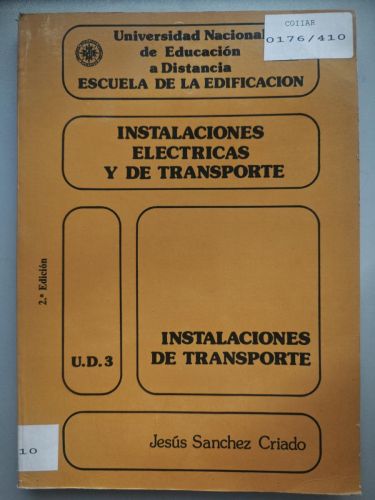 COIIAR
0176/410
Universidad Nacional
de Educación
a Distancia
ESCUELA DE LA EDIFICACION
INSTALACIONES
ELECTRICAS
Y DE TRANSPORTE
2.ª Edición
U.D.3
INSTALACIONES
DE TRANSPORTE
10
Jesús Sanchez Criado